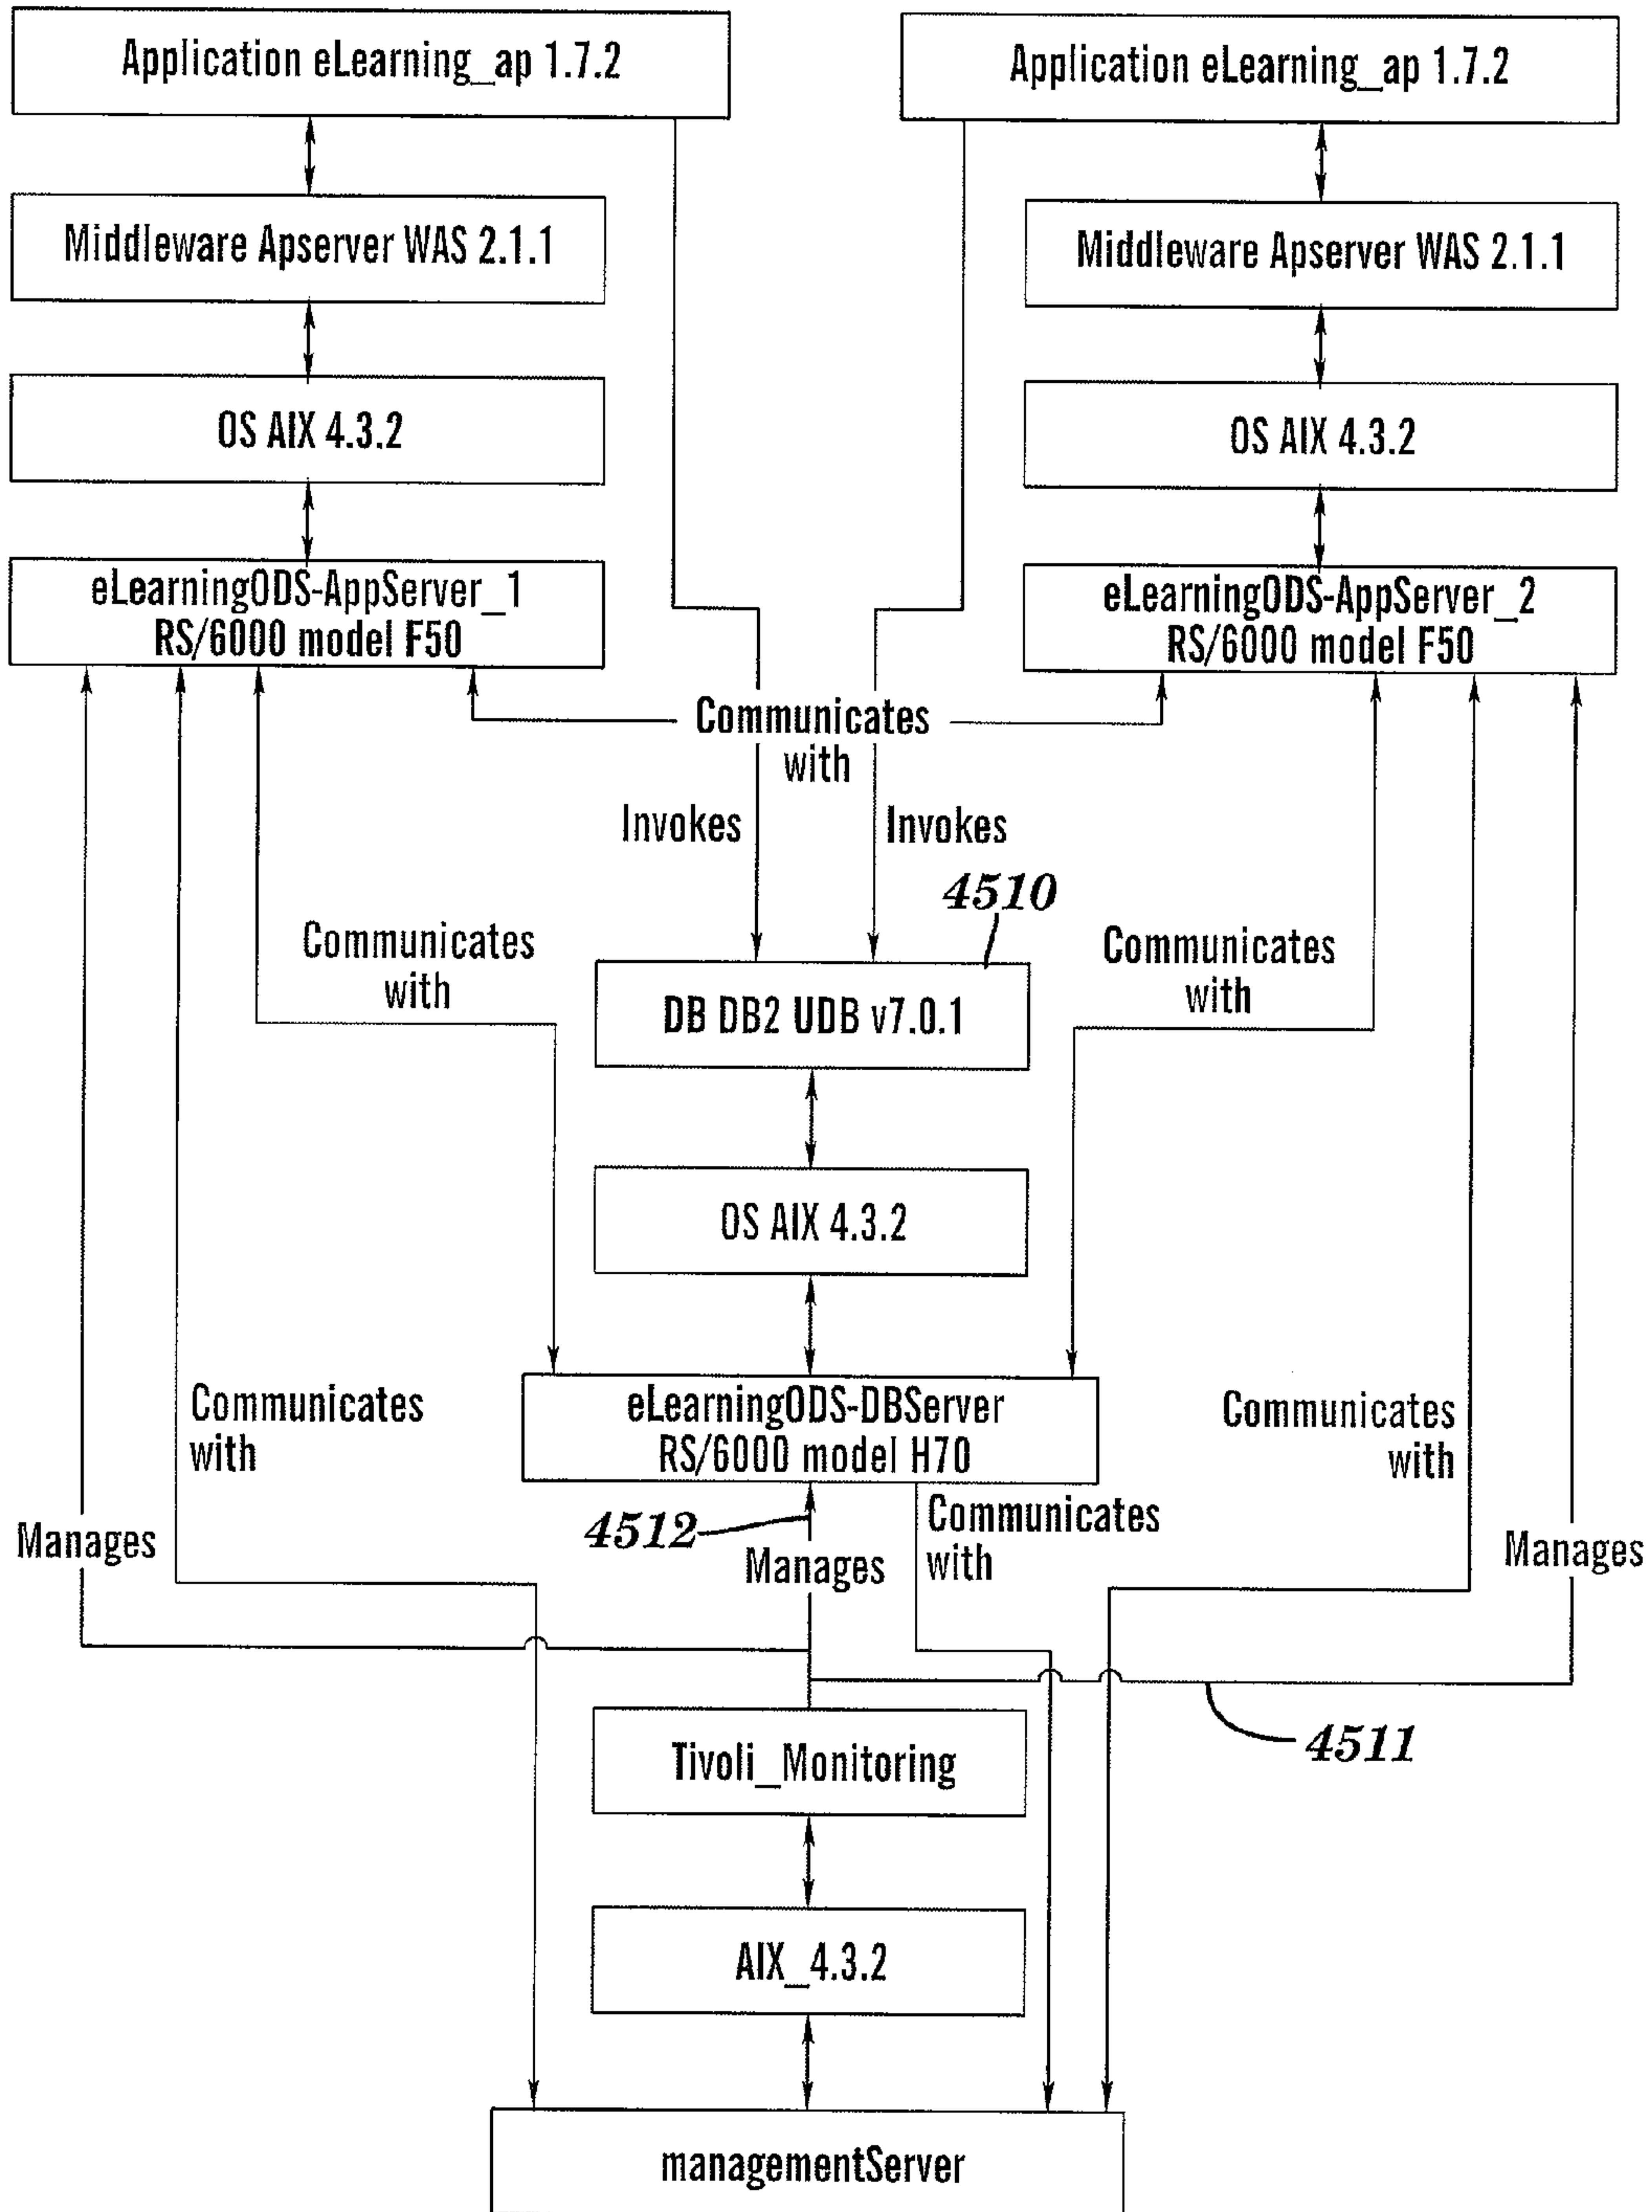 Application eLearning_ap 1.7.2
Application eLearning_ap 1.7.2
Middleware Apserver WAS 2.1.1
Middleware Apserver WAS 2.1.1
OS AIX 4.3.2
OS AIX 4.3.2
eLearningODS-AppServer_1
RS/6000 model F50
eLearningODS-AppServer_2
RS/6000 model F50
Communicates
with
Invokes
Invokes
4510
Communicates
with
Communicates
with
DB DB2 UDB v7.0.1
OS AIX 4.3.2
eLearningODS-DBServer
RS/6000 model H70
Communicates
with
Communicates
with
Manages
4512
Manages
Communicates
with
Manages
4511
Tivoli_Monitoring
AIX_4.3.2
managementServer